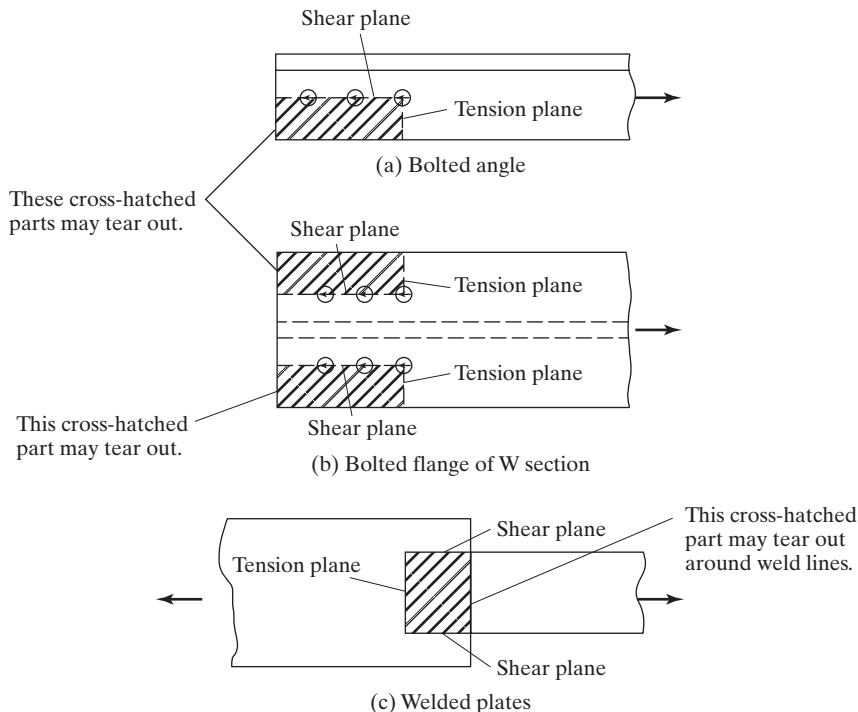 Shear plane
Tension plane
(a) Bolted angle
These cross-hatched
parts may tear out.
Shear plane
Tension plane
Tension plane
This cross-hatched
part may tear out.
Shear plane
(b) Bolted flange of W section
Shear plane
This cross-hatched
part may tear out
around weld lines.
Tension plane
Shear plane
(c) Welded plates